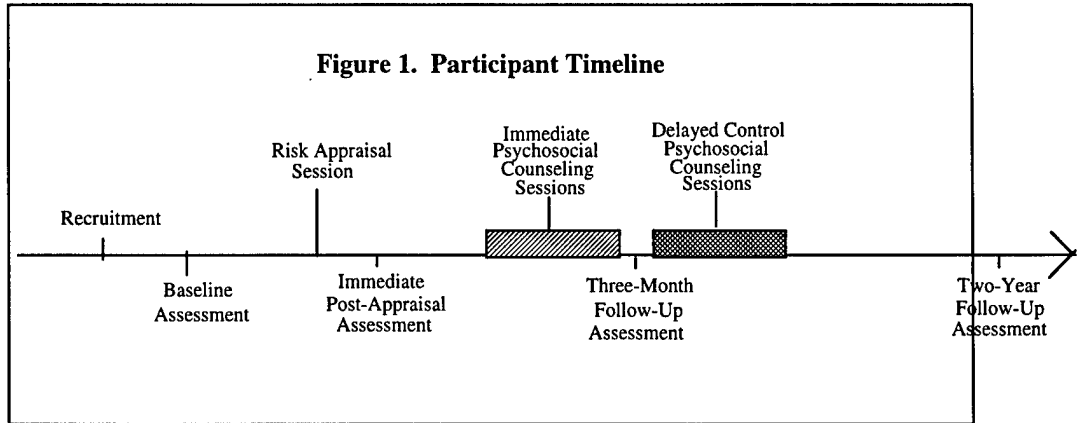 Figure 1. Participant Timeline
Risk Appraisal
Session
Immediate
Psychosocial
Counseling
Sessions
Delayed Control
Psychosocial
Counseling
Sessions
Recruitment
Baseline
Assessment
Immediate
Post-Appraisal
Assessment
Three-Month
Follow-Up
Assessment
Two-Year
Follow-Up
Assessment